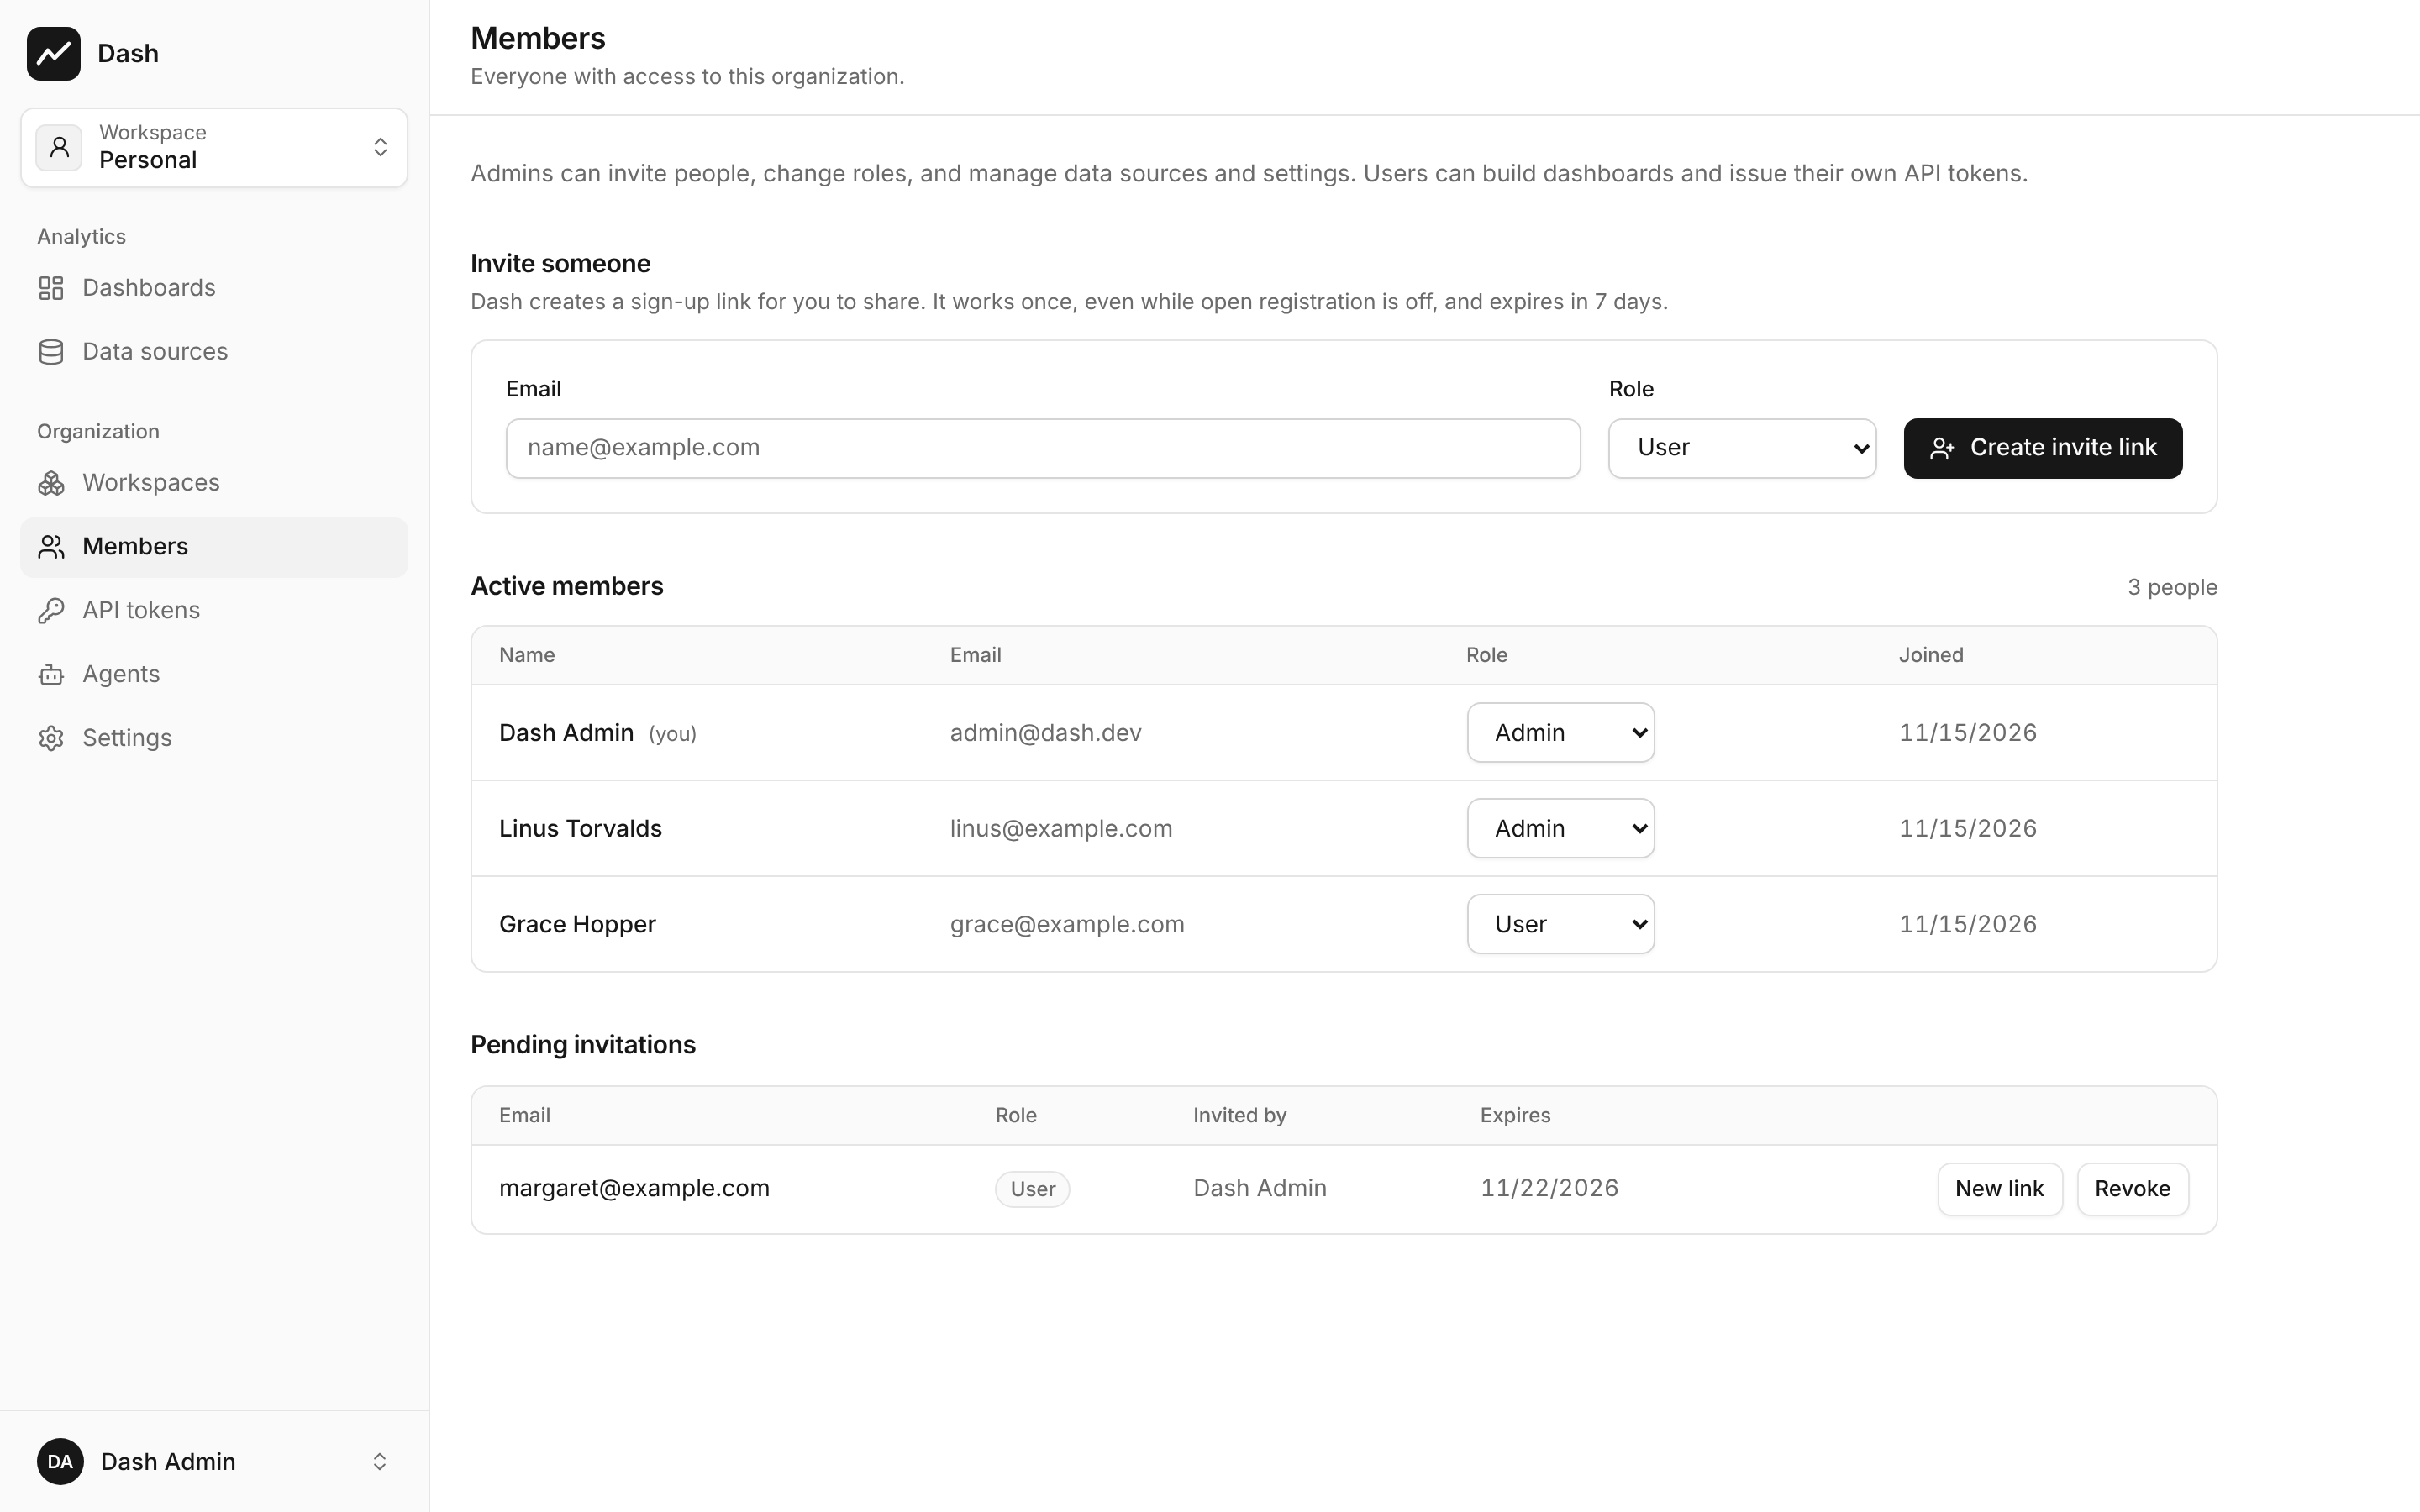 Dash
Workspace
Personal
Analytics
Dashboards
Data sources
Organization
Workspaces
Members
API tokens
Agents
Settings
DA Dash Admin
Members
Everyone with access to this organization.
Admins can invite people, change roles, and manage data sources and settings. Users can build dashboards and issue their own API tokens.
Invite someone
Dash creates a sign-up link for you to share. It works once, even while open registration is off, and expires in 7 days.
Email Role
name@example.com User Create invite link
Active members 3 people
Name Email Role Joined
Dash Admin (you) admin@dash.dev Admin 11/15/2026
Linus Torvalds linus@example.com Admin 11/15/2026
Grace Hopper grace@example.com User 11/15/2026
Pending invitations
Email Role Invited by Expires
margaret@example.com User Dash Admin 11/22/2026 New link Revoke